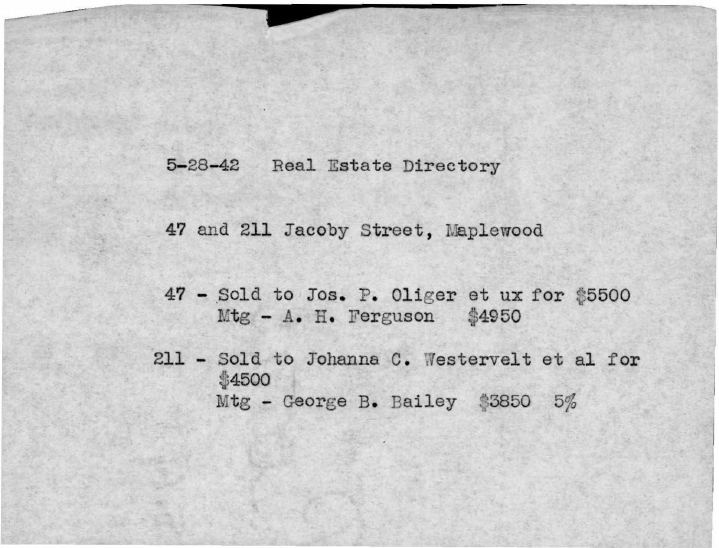 5-28-42 Real Estate Directory
47 and 211 Jacoby Street, Maplewood
47 - Sold to Jos. P. Oliger et ux for $5500
Mtg - A. H. Ferguson $4950
211 - Sold to Johanna C. Westervelt et al for
$4500
Mtg - George B. Bailey $3850 5%